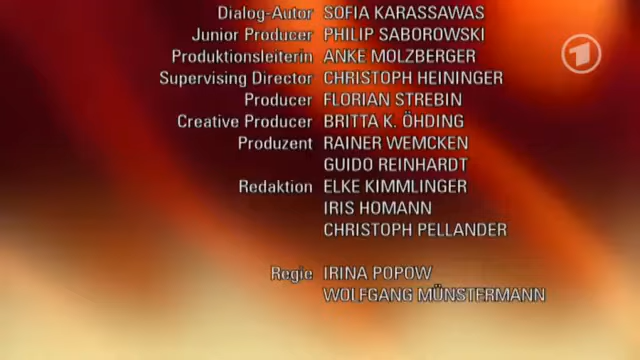 Dialog-Autor SOFIA KARASSAWAS
Junior Producer PHILIP SABOROWSKI
Produktionsleiterin ANKE MOLZBERGER
Supervising Director CHRISTOPH HEININGER
Producer FLORIAN STREBIN
Creative Producer BRITTA K. ÖHDING
Produzent RAINER WEMCKEN
GUIDO REINHARDT
Redaktion ELKE KIMMLINGER
IRIS HOMANN
CHRISTOPH PELLANDER
Regie IRINA POPOW
WOLFGANG MÜNSTERMANN
1